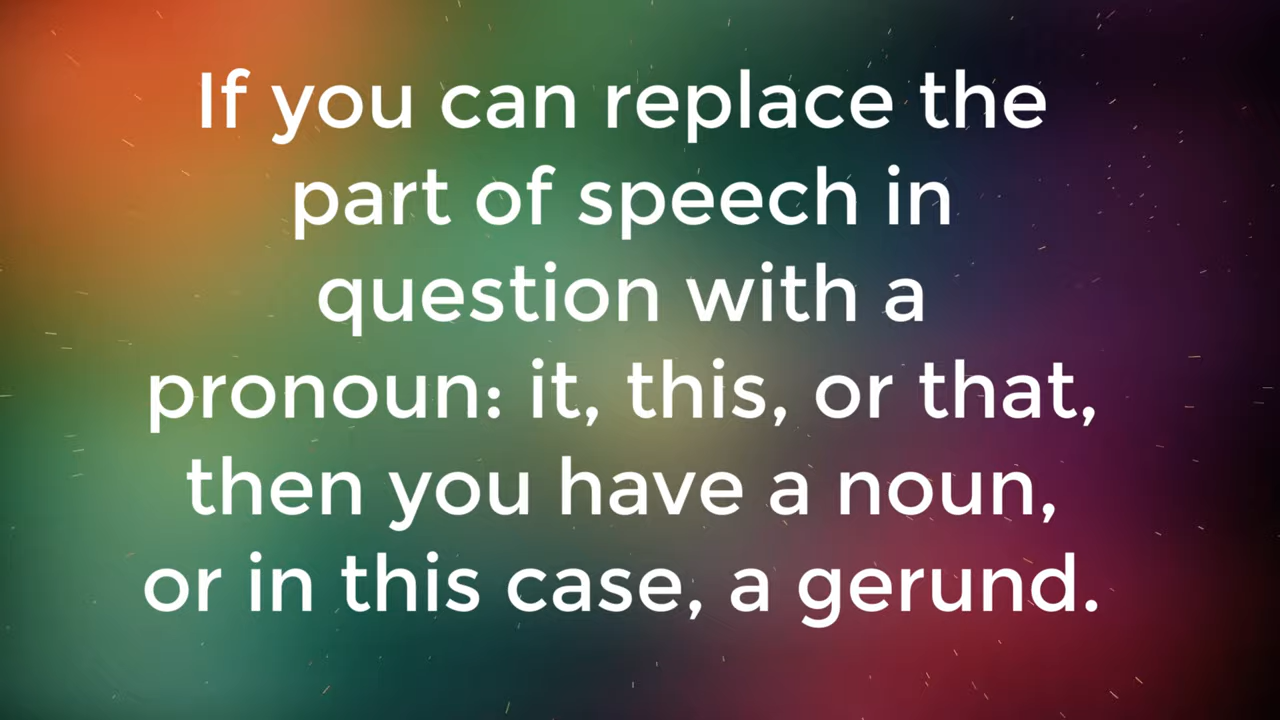 If you can replace the
part of speech in
question with a
pronoun: it, this, or that,
then you have a noun,
or in this case, a gerund.